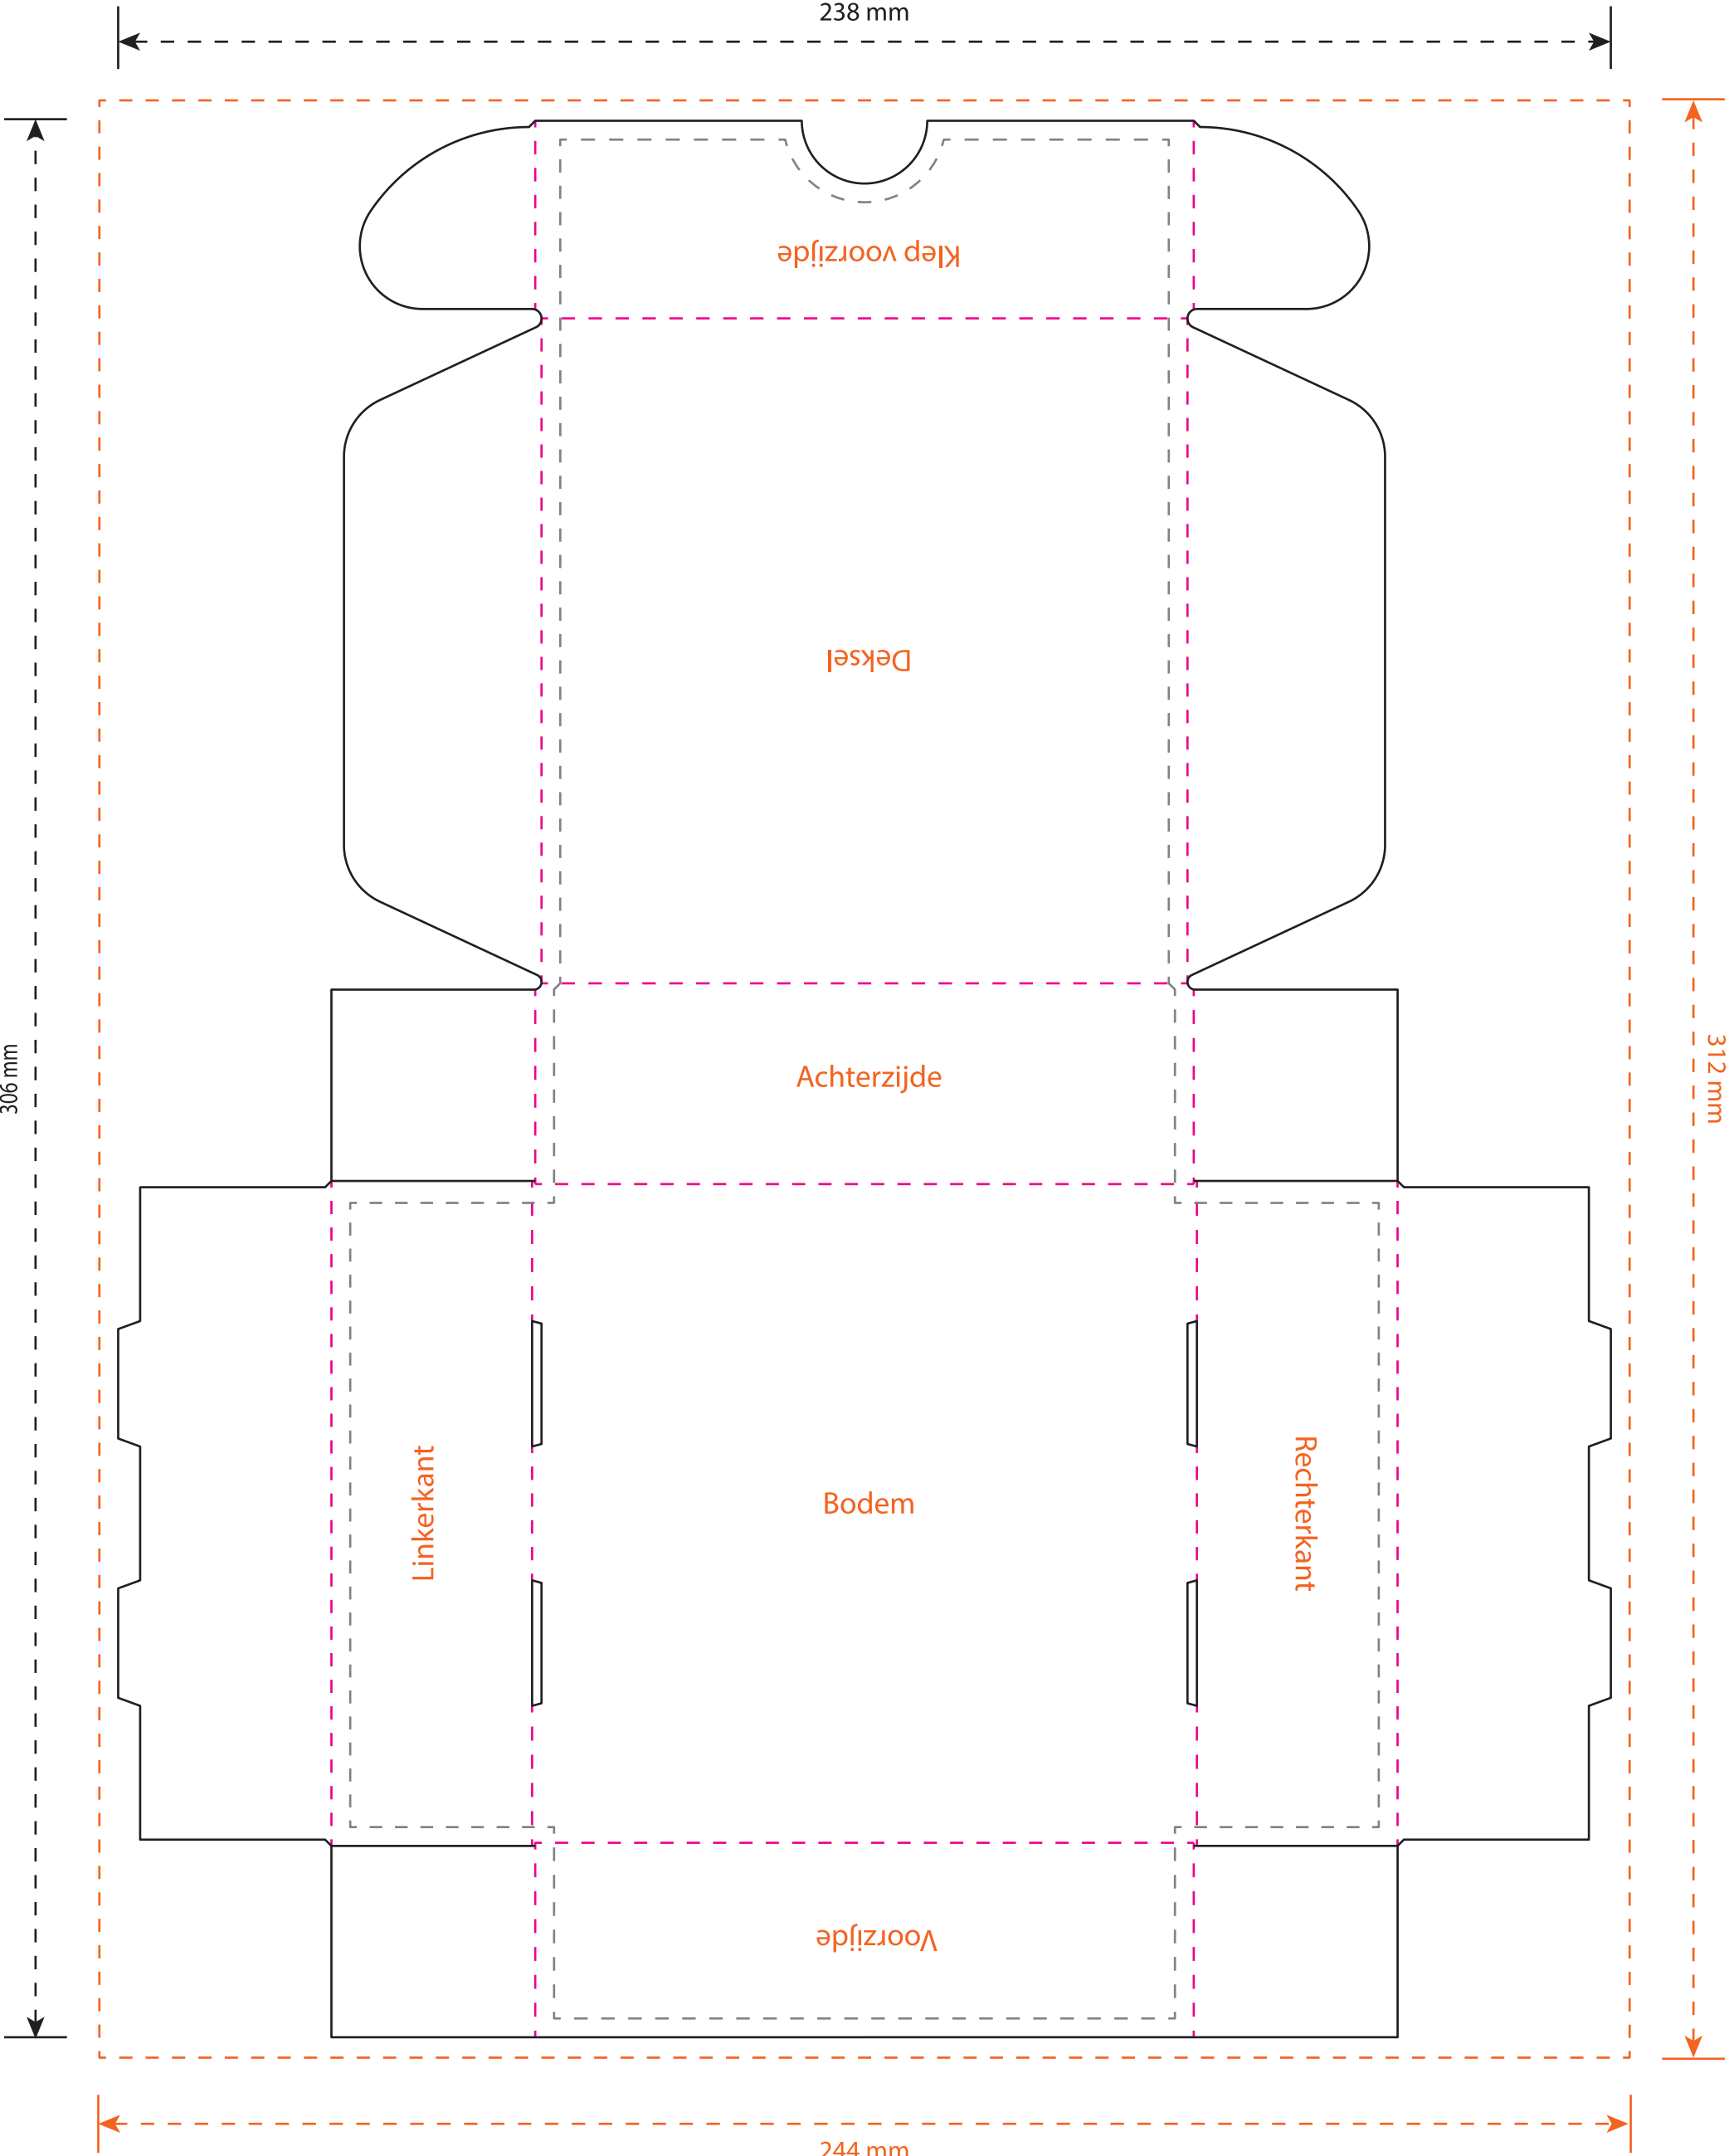 238 mm
Klep voorzijde
Deksel
306 mm
312 mm
Achterzijde
Linkerkant
Bodem
Rechterkant
Voorzijde
244 mm